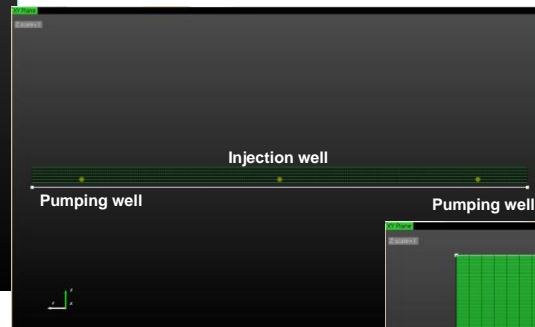 XY Plane
Z scale=1
Injection well
Pumping well
Pumping well
XY Plane
Z scale=1